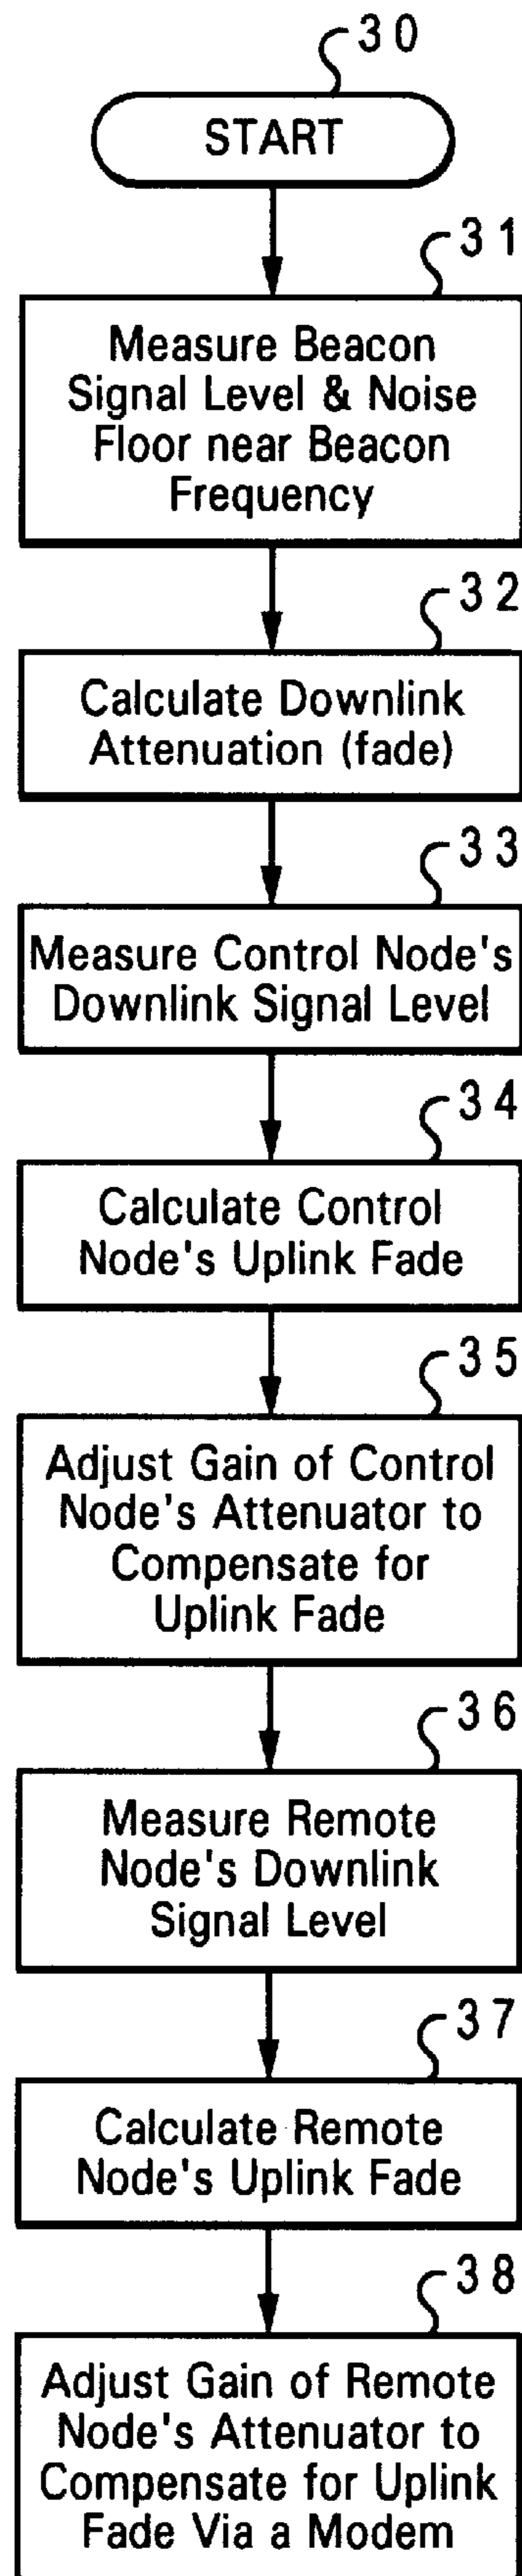 30
START
31
Measure Beacon
Signal Level & Noise
Floor near Beacon
Frequency
32
Calculate Downlink
Attenuation (fade)
33
Measure Control Node's
Downlink Signal Level
34
Calculate Control
Node's Uplink Fade
35
Adjust Gain of Control
Node's Attenuator to
Compensate for
Uplink Fade
36
Measure Remote
Node's Downlink
Signal Level
37
Calculate Remote
Node's Uplink Fade
38
Adjust Gain of Remote
Node's Attenuator to
Compensate for Uplink
Fade Via a Modem